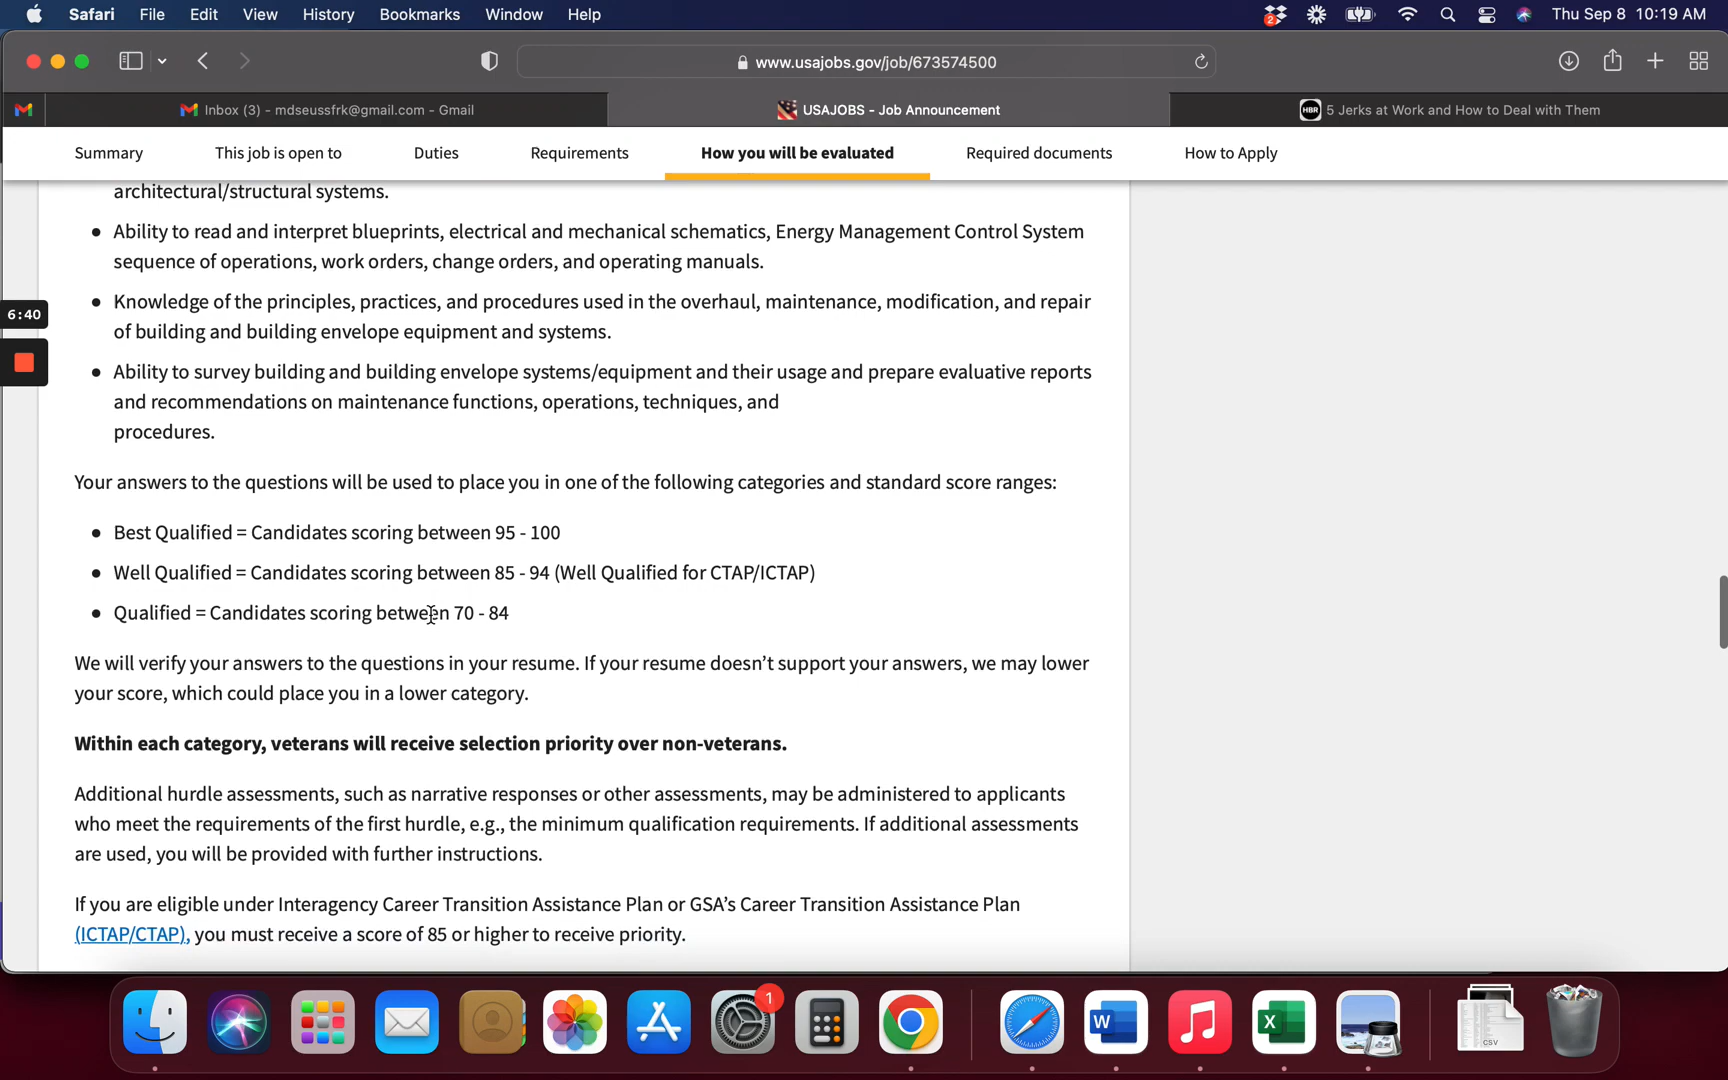 Safari File Edit View History Bookmarks Window Help
2
Thu Sep 8 10:19 AM
www.usajobs.gov/job/673574500
Inbox (3) - mdseussfrk@gmail.com - Gmail
USAJOBS - Job Announcement
HBR 5 Jerks at Work and How to Deal with Them
Summary This job is open to Duties Requirements How you will be evaluated Required documents How to Apply
architectural/structural systems.
• Ability to read and interpret blueprints, electrical and mechanical schematics, Energy Management Control System
sequence of operations, work orders, change orders, and operating manuals.
• Knowledge of the principles, practices, and procedures used in the overhaul, maintenance, modification, and repair
of building and building envelope equipment and systems.
6:40
• Ability to survey building and building envelope systems/equipment and their usage and prepare evaluative reports
and recommendations on maintenance functions, operations, techniques, and
procedures.
Your answers to the questions will be used to place you in one of the following categories and standard score ranges:
• Best Qualified = Candidates scoring between 95 - 100
• Well Qualified = Candidates scoring between 85 - 94 (Well Qualified for CTAP/ICTAP)
• Qualified = Candidates scoring between 70 - 84
We will verify your answers to the questions in your resume. If your resume doesn't support your answers, we may lower
your score, which could place you in a lower category.
Within each category, veterans will receive selection priority over non-veterans.
Additional hurdle assessments, such as narrative responses or other assessments, may be administered to applicants
who meet the requirements of the first hurdle, e.g., the minimum qualification requirements. If additional assessments
are used, you will be provided with further instructions.
If you are eligible under Interagency Career Transition Assistance Plan or GSA's Career Transition Assistance Plan
(ICTAP/CTAP), you must receive a score of 85 or higher to receive priority.
1
W
X
CSV